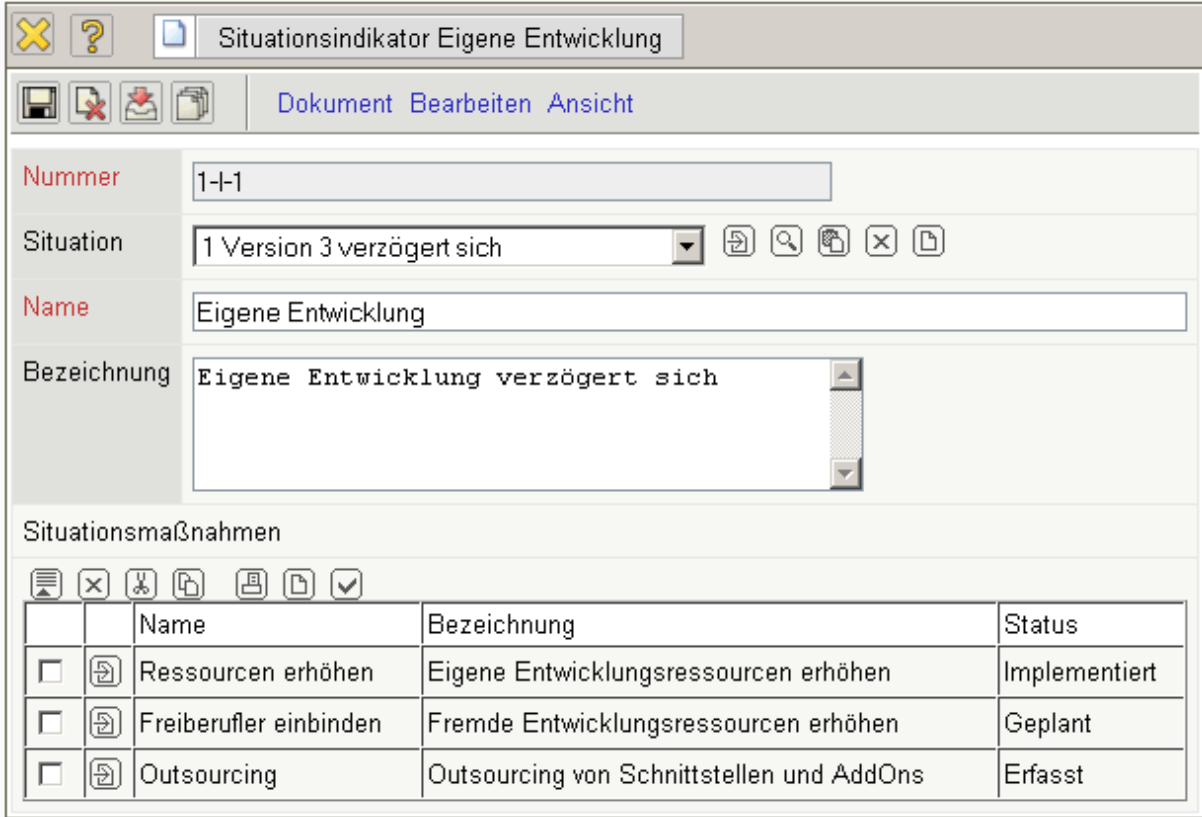 Situationsindikator Eigene Entwicklung
Dokument Bearbeiten Ansicht
Nummer 1-I-1
Situation 1 Version 3 verzögert sich
Name Eigene Entwicklung
Bezeichnung Eigene Entwicklung verzögert sich
Situationsmaßnahmen
Name Bezeichnung Status
Ressourcen erhöhen Eigene Entwicklungsressourcen erhöhen Implementiert
Freiberufler einbinden Fremde Entwicklungsressourcen erhöhen Geplant
Outsourcing Outsourcing von Schnittstellen und AddOns Erfasst